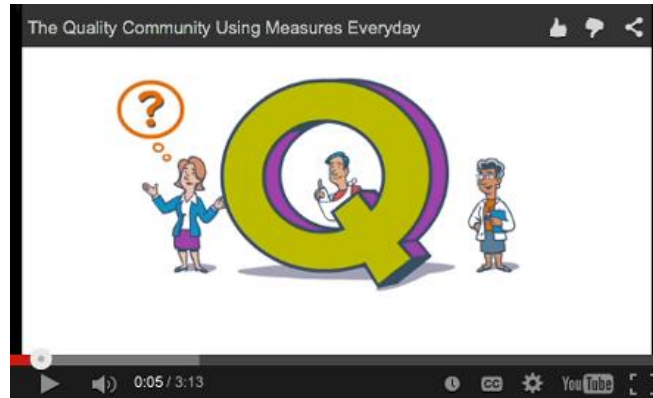 The Quality Community Using Measures Everyday
?
Q
0:05 / 3:13 CC YouTube